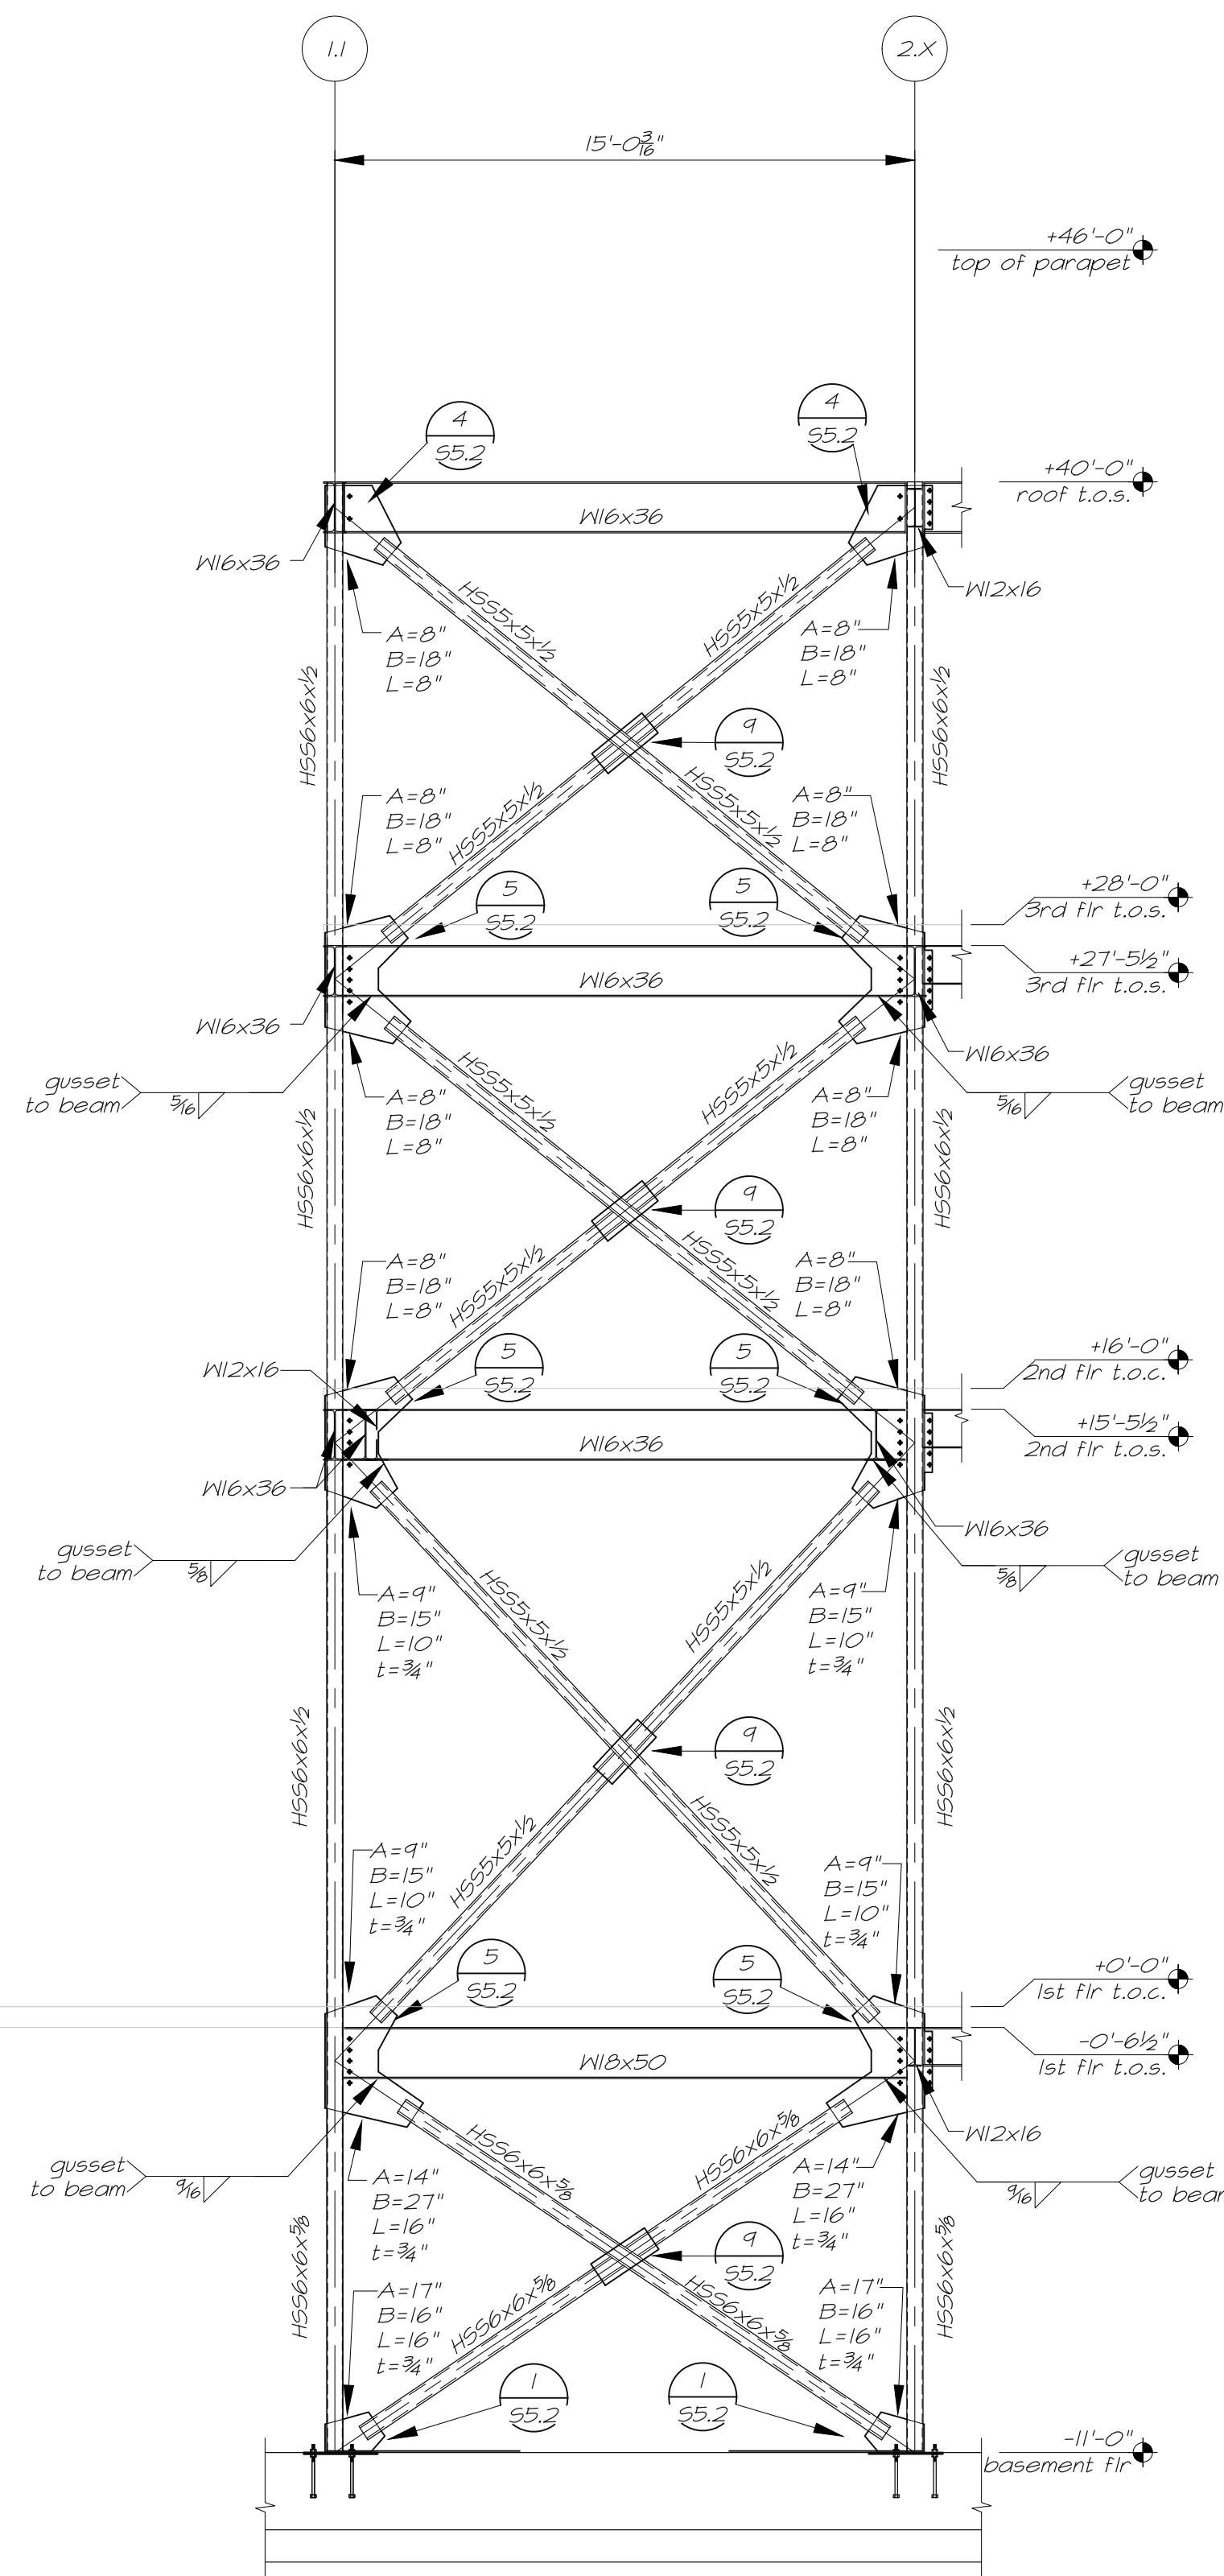 1.1
2.X
15'-0 3/16"
+46'-0"
top of parapet
4
S5.2
4
S5.2
+40'-0"
roof t.o.s.
W16x36
W16x36
W12x16
HSS5x5x1/2
HSS5x5x1/2
A=8"
B=18"
L=8"
A=8"
B=18"
L=8"
HSS6x6x1/2
HSS6x6x1/2
9
S5.2
A=8"
B=18"
L=8"
HSS5x5x1/2
HSS5x5x1/2
A=8"
B=18"
L=8"
5
S5.2
5
S5.2
+28'-0"
3rd flr t.o.s.
+27'-5 1/2"
3rd flr t.o.s.
W16x36
W16x36
W16x36
gusset
to beam
5/16
A=8"
B=18"
L=8"
HSS5x5x1/2
HSS5x5x1/2
A=8"
B=18"
L=8"
5/16
gusset
to beam
HSS6x6x1/2
HSS6x6x1/2
9
S5.2
A=8"
B=18"
L=8"
HSS5x5x1/2
HSS5x5x1/2
A=8"
B=18"
L=8"
W12x16
5
S5.2
5
S5.2
+16'-0"
2nd flr t.o.c.
+15'-5 1/2"
2nd flr t.o.s.
W16x36
W16x36
W16x36
gusset
to beam
5/8
A=9"
B=15"
L=10"
t=3/4"
HSS5x5x1/2
HSS5x5x1/2
A=9"
B=15"
L=10"
t=3/4"
5/8
gusset
to beam
HSS6x6x1/2
HSS6x6x1/2
9
S5.2
A=9"
B=15"
L=10"
t=3/4"
HSS5x5x1/2
HSS5x5x1/2
A=9"
B=15"
L=10"
t=3/4"
5
S5.2
5
S5.2
+0'-0"
1st flr t.o.c.
-0'-6 1/2"
1st flr t.o.s.
W18x50
W12x16
gusset
to beam
9/16
A=14"
B=27"
L=16"
t=3/4"
HSS6x6x5/8
HSS6x6x5/8
A=14"
B=27"
L=16"
t=3/4"
9/16
gusset
to bear
HSS6x6x5/8
HSS6x6x5/8
9
S5.2
A=17"
B=16"
L=16"
t=3/4"
HSS6x6x5/8
HSS6x6x5/8
A=17"
B=16"
L=16"
t=3/4"
1
S5.2
1
S5.2
-11'-0"
basement flr